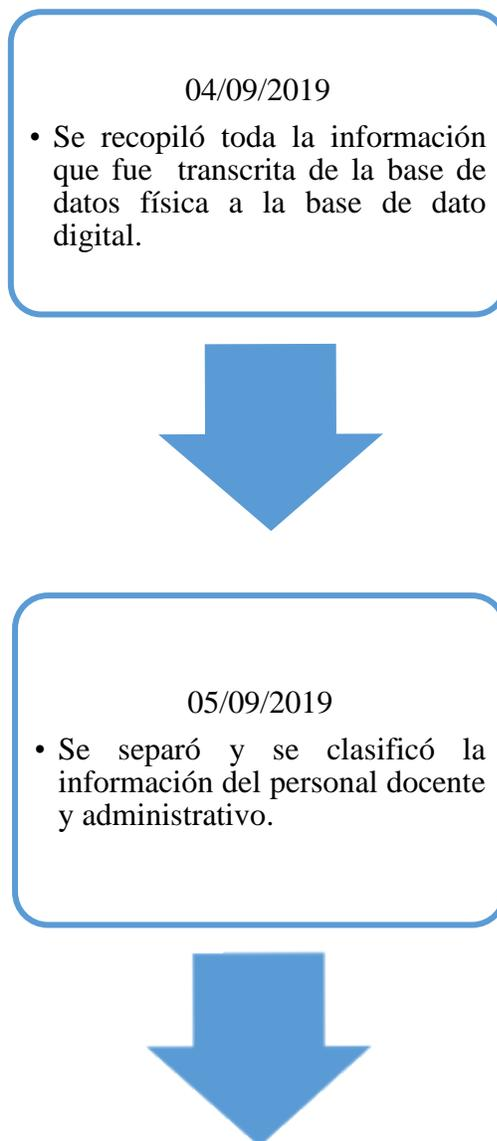 04/09/2019
• Se recopiló toda la información
que fue transcrita de la base de
datos física a la base de dato
digital.
05/09/2019
• Se separó y se clasificó la
información del personal docente
y administrativo.